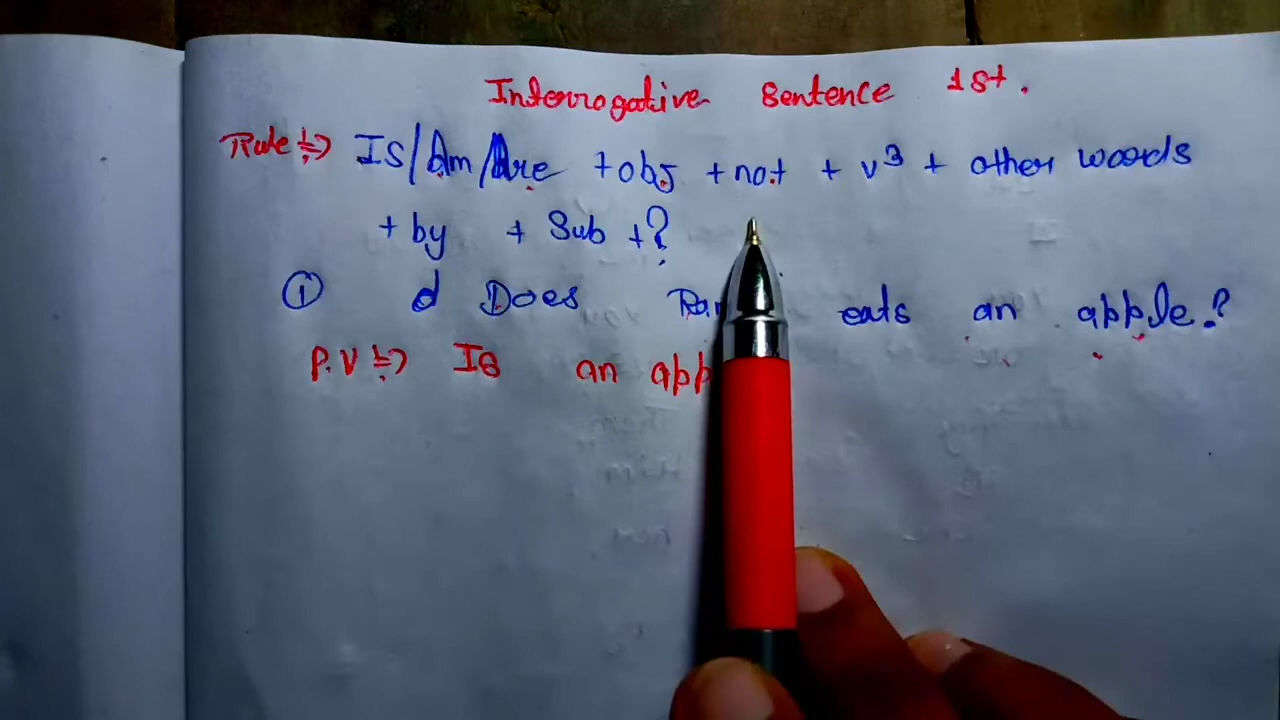 Interrogative Sentence 1st.
Rule ⇒ Is/Am/Are + obj + not + v³ + other words
+ by + Sub + ?
① d Does eats an apple.?
P.V ⇒ Is an